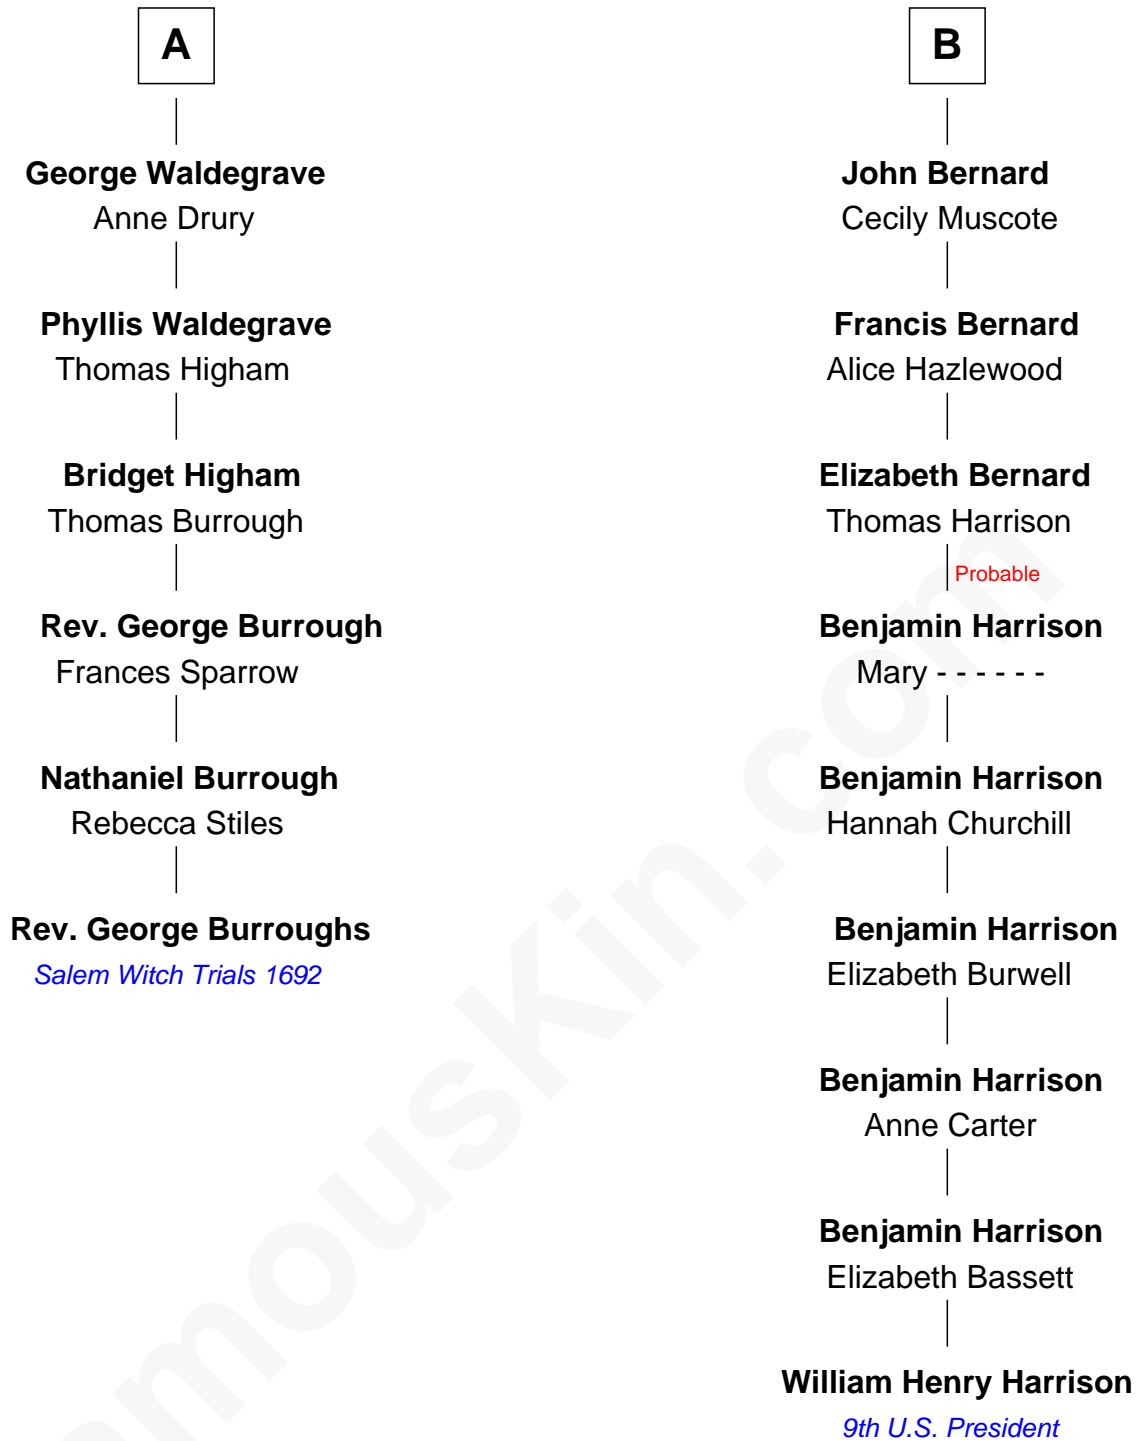 A
George Waldegrave
Anne Drury
Phyllis Waldegrave
Thomas Higham
Bridget Higham
Thomas Burrough
Rev. George Burrough
Frances Sparrow
Nathaniel Burrough
Rebecca Stiles
Rev. George Burroughs
Salem Witch Trials 1692
B
John Bernard
Cecily Muscote
Francis Bernard
Alice Hazlewood
Elizabeth Bernard
Thomas Harrison
Probable
Benjamin Harrison
Mary - - - - - -
Benjamin Harrison
Hannah Churchill
Benjamin Harrison
Elizabeth Burwell
Benjamin Harrison
Anne Carter
Benjamin Harrison
Elizabeth Bassett
William Henry Harrison
9th U.S. President
mouskin.com